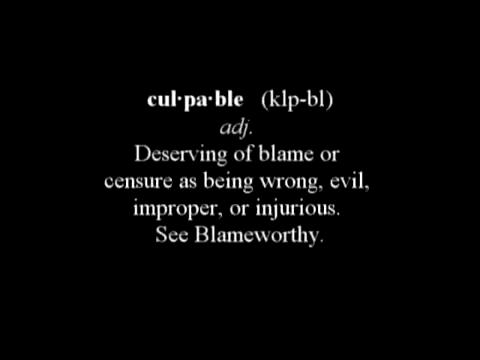 cul·pa·ble (klp-bl)
adj.
Deserving of blame or
censure as being wrong, evil,
improper, or injurious.
See Blameworthy.